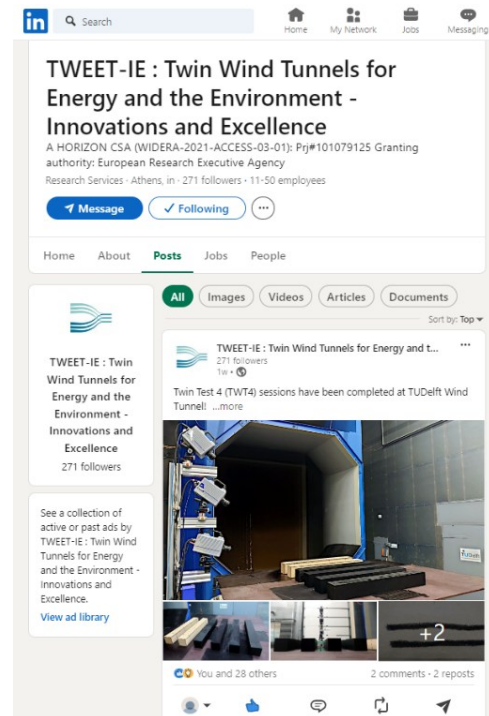 in
Search
Home
My Network
Jobs
Messaging
TWEET-IE : Twin Wind Tunnels for
Energy and the Environment -
Innovations and Excellence
A HORIZON CSA (WIDERA-2021-ACCESS-03-01): Prj#101079125 Granting
authority: European Research Executive Agency
Research Services · Athens, in · 271 followers · 11-50 employees
Message
Following
Home
About
Posts
Jobs
People
TWEET-IE : Twin
Wind Tunnels for
Energy and the
Environment -
Innovations and
Excellence
271 followers
See a collection of
active or past ads by
TWEET-IE : Twin Wind
Tunnels for Energy
and the Environment -
Innovations and
Excellence.
View ad library
All
Images
Videos
Articles
Documents
Sort by: Top
TWEET-IE : Twin Wind Tunnels for Energy and t...
271 followers
1w •
Twin Test 4 (TWT4) sessions have been completed at TUDelft Wind
Tunnel! ...more
+2
You and 28 others
2 comments · 2 reposts